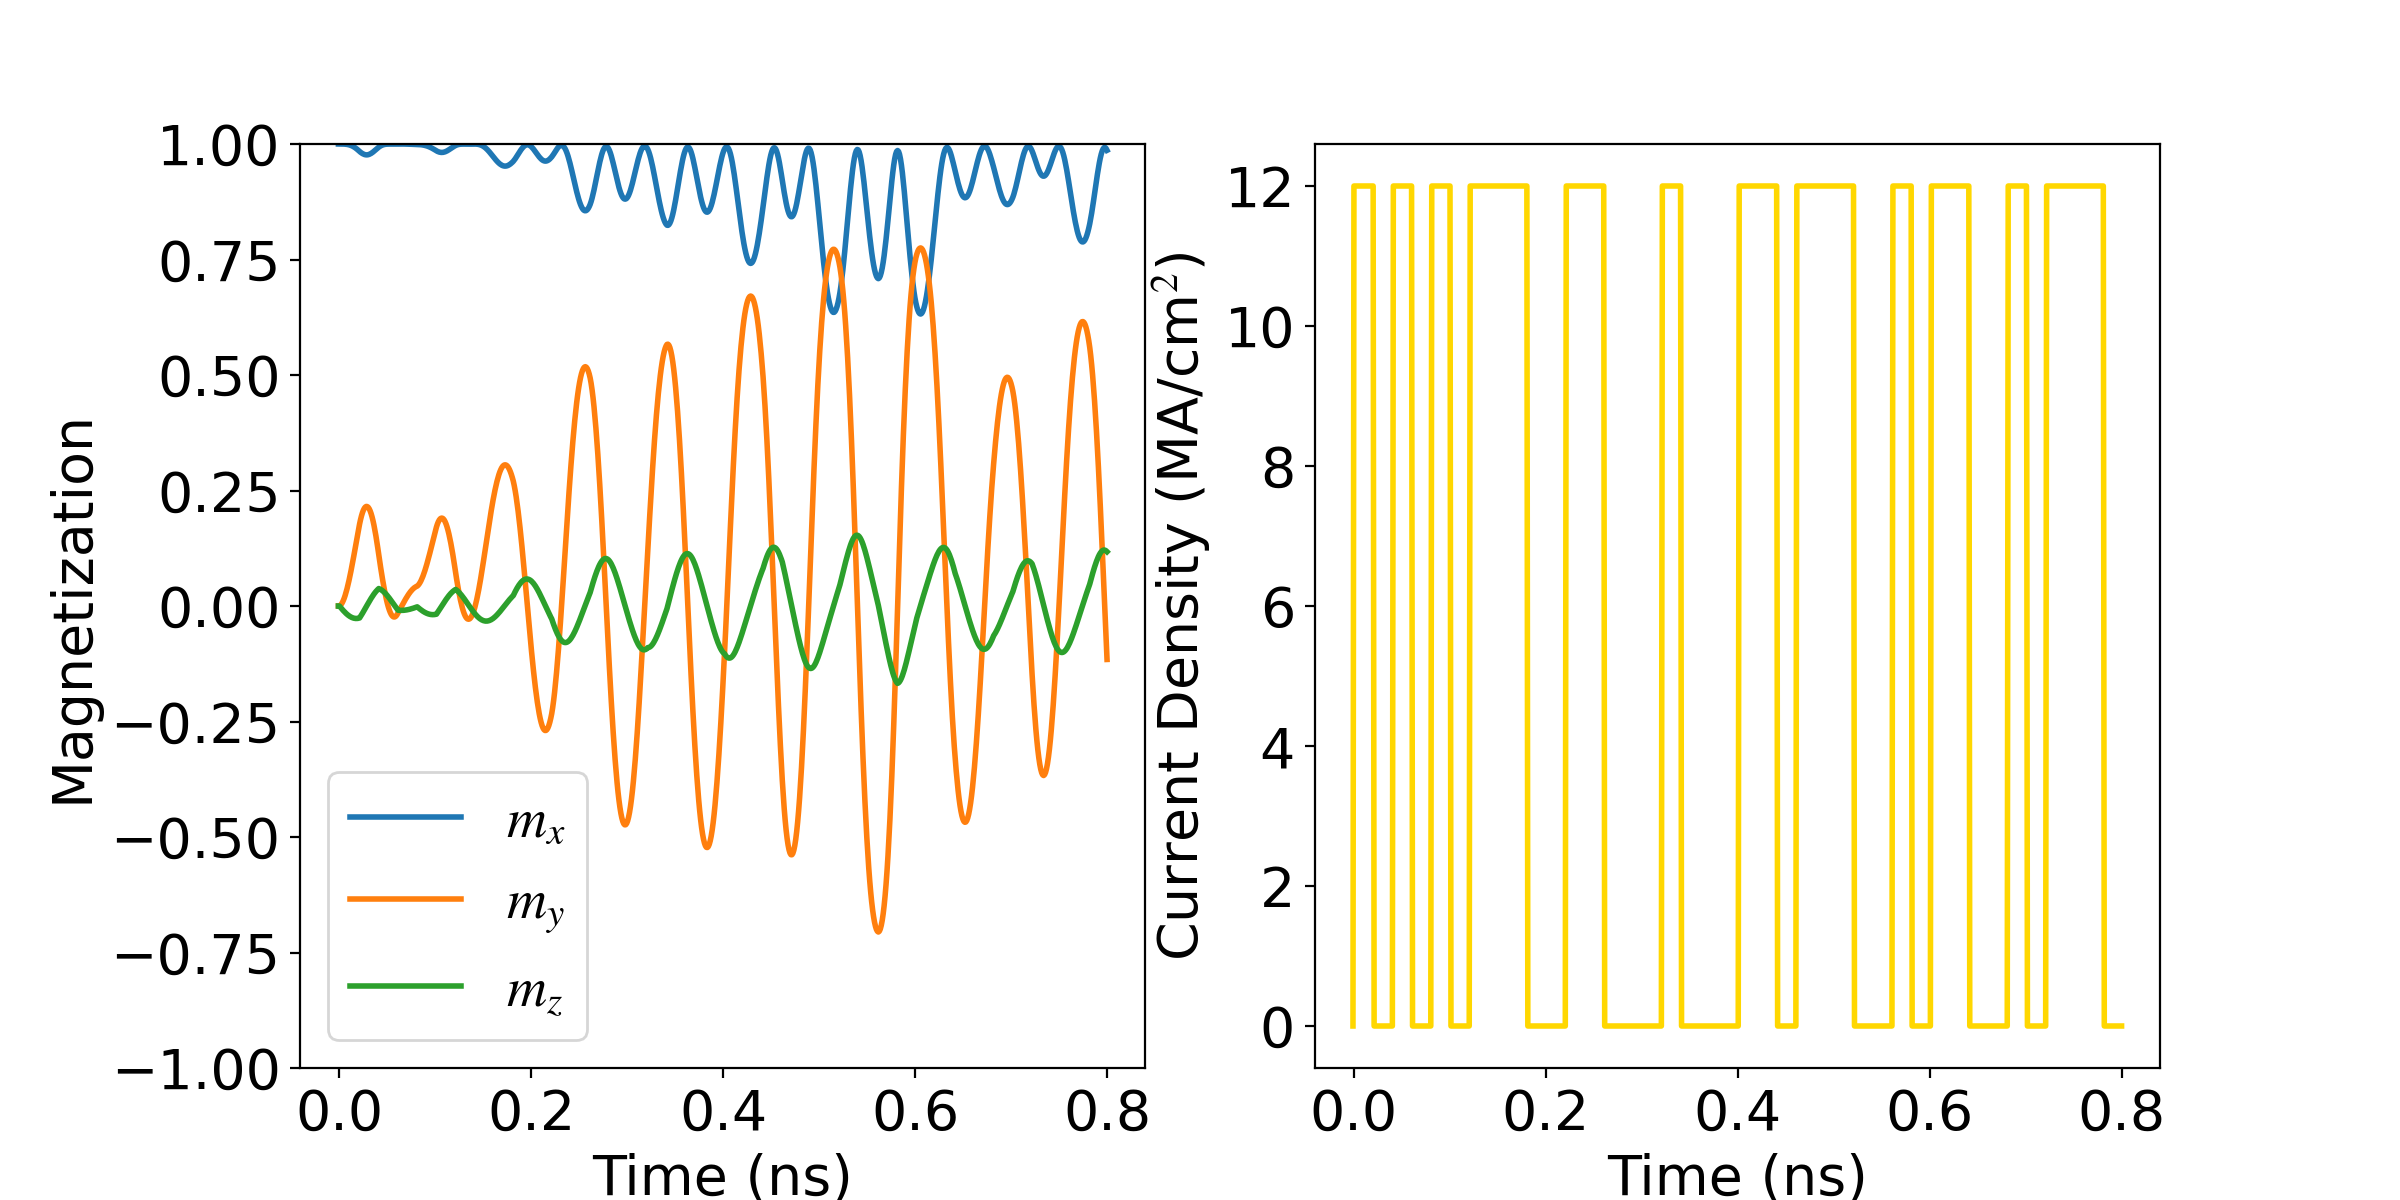 1.00
0.75
0.50
0.25
0.00
−0.25
−0.50
−0.75
−1.00
Magnetization
m_x
m_y
m_z
0.0 0.2 0.4 0.6 0.8
Time (ns)
Current Density (MA/cm²)
12
10
8
6
4
2
0
0.0 0.2 0.4 0.6 0.8
Time (ns)